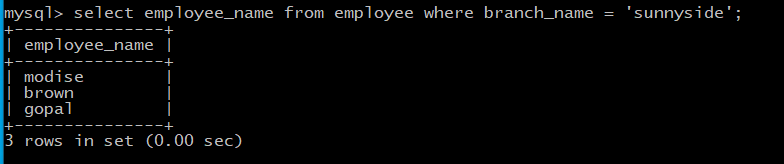 mysql> select employee_name from employee where branch_name = 'sunnyside';
+---------------+
| employee_name |
+---------------+
| modise        |
| brown         |
| gopal         |
+---------------+
3 rows in set (0.00 sec)